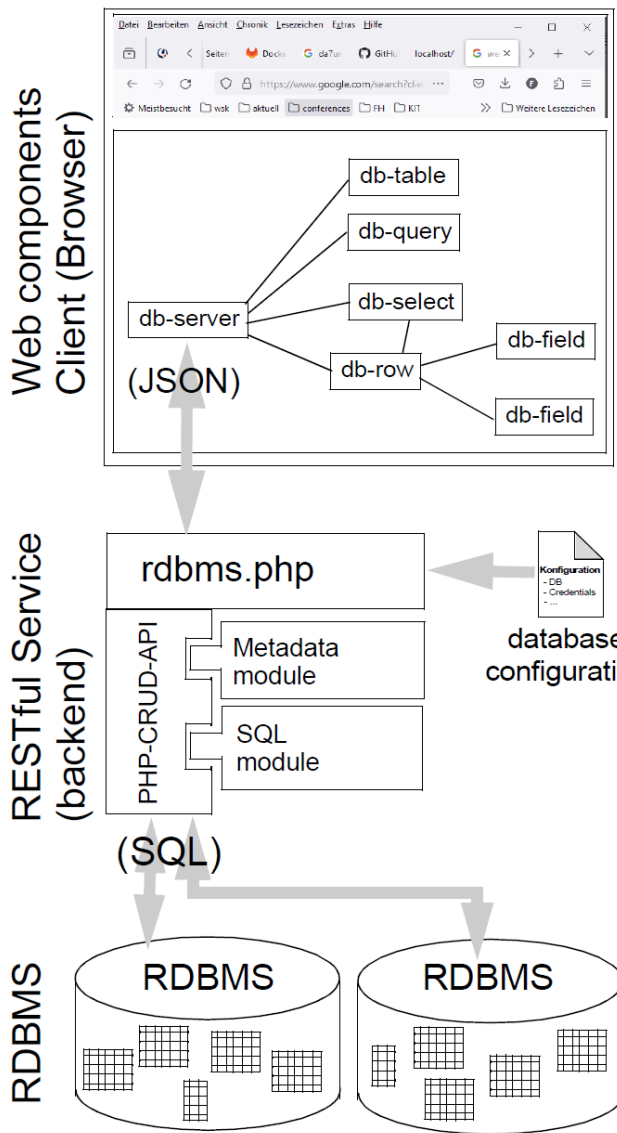 Datei Bearbeiten Ansicht Chronik Lesezeichen Extras Hilfe
Seiten Docke G da7un GitHu localhost/ G we
https://www.google.com/search?clie ...
Meistbesucht wsk aktuell conferences FH KIT Weitere Lesezeichen
Web components
Client (Browser)
db-table
db-query
db-select
db-server
db-field
db-row
(JSON)
db-field
RESTful Service
(backend)
rdbms.php
Konfiguration
- DB
- Credentials
- ...
database
configurati
PHP-CRUD-API
Metadata
module
SQL
module
(SQL)
RDBMS
RDBMS
RDBMS